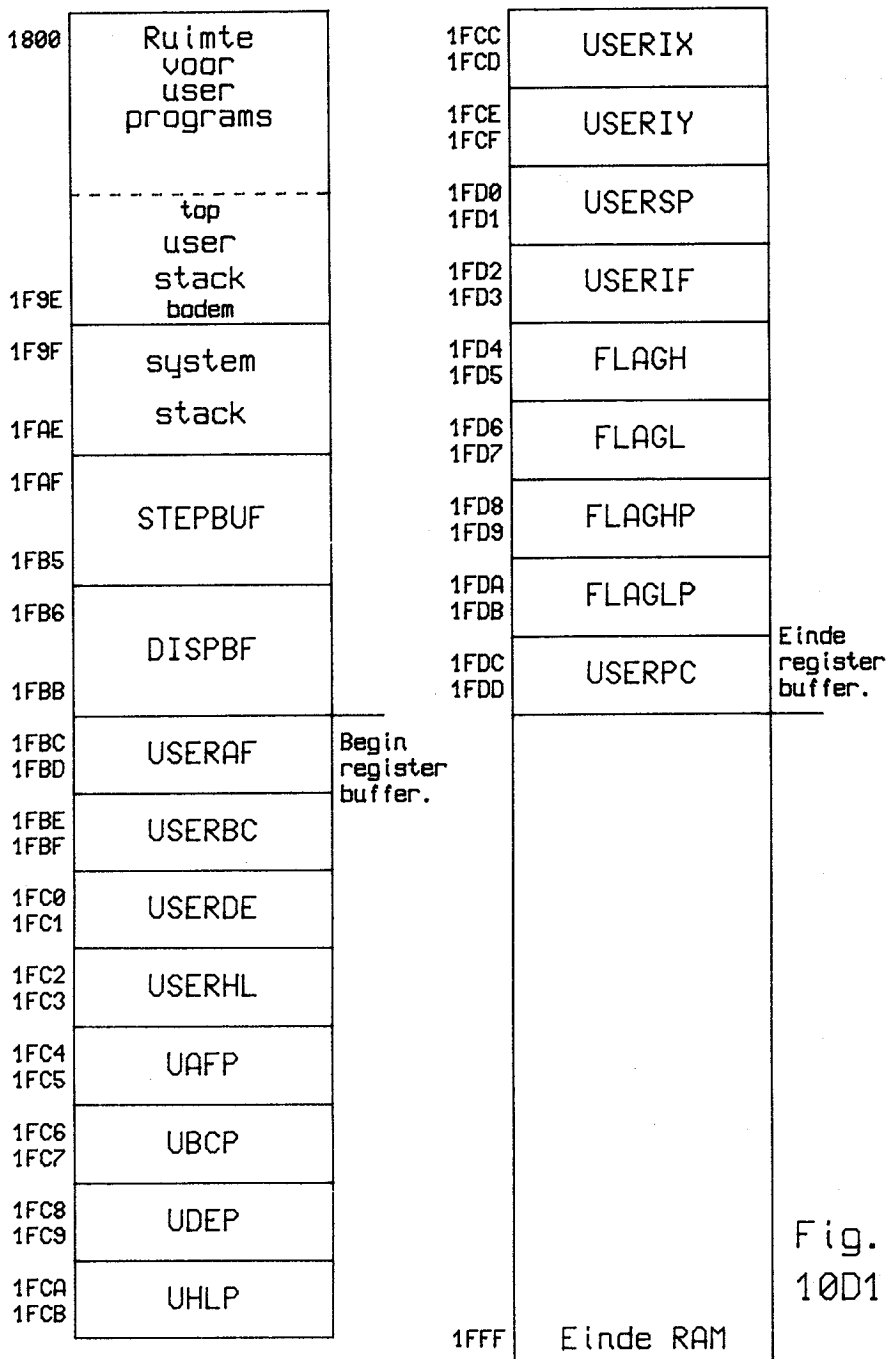 1800
Ruimte
voor
user
programs
top
user
stack
bodem
1F9E
1F9F
system
stack
1FAE
1FAF
STEPBUF
1FB5
1FB6
DISPBF
1FBB
1FBC
1FBD
USERAF
Begin
register
buffer.
1FBE
1FBF
USERBC
1FC0
1FC1
USERDE
1FC2
1FC3
USERHL
1FC4
1FC5
UAFP
1FC6
1FC7
UBCP
1FC8
1FC9
UDEP
1FCA
1FCB
UHLP
1FCC
1FCD
USERIX
1FCE
1FCF
USERIY
1FD0
1FD1
USERSP
1FD2
1FD3
USERIF
1FD4
1FD5
FLAGH
1FD6
1FD7
FLAGL
1FD8
1FD9
FLAGHP
1FDA
1FDB
FLAGLP
1FDC
1FDD
USERPC
Einde
register
buffer.
1FFF
Einde RAM
Fig.
10D1